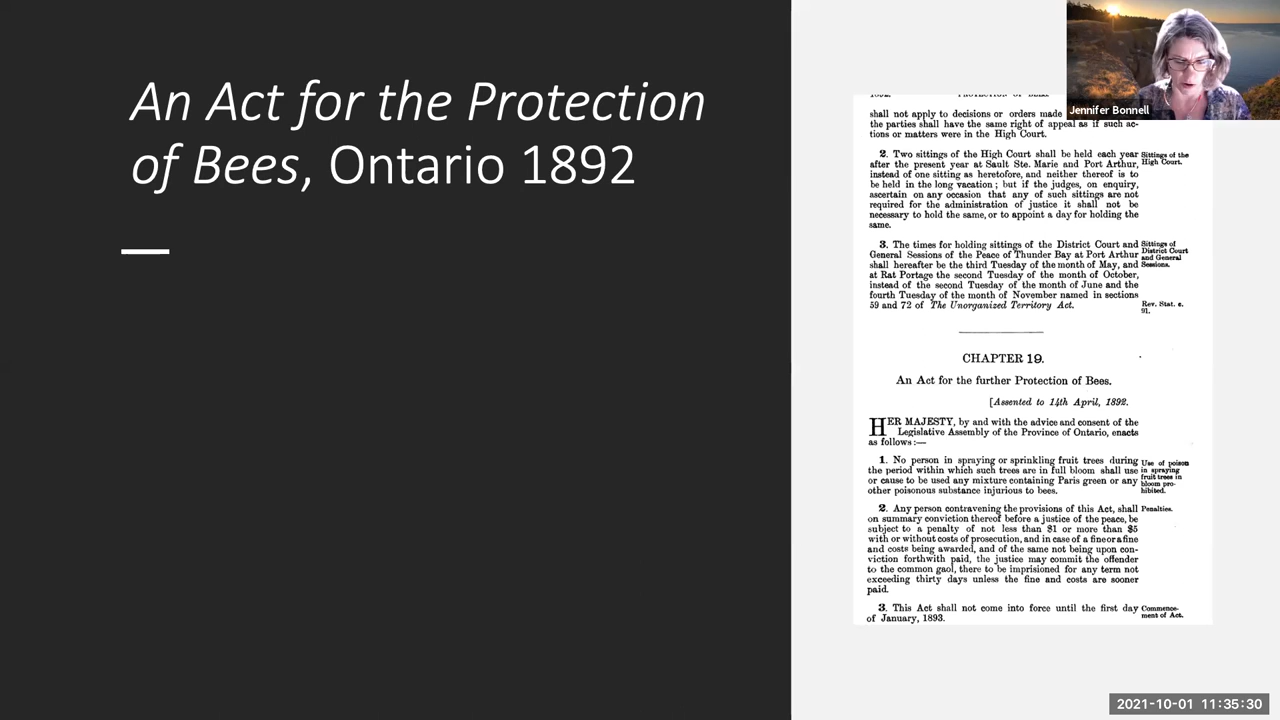 An Act for the Protection
of Bees, Ontario 1892
Jennifer Bonnell
shall not apply to decisions or orders made
the parties shall have the same right of appeal as if such ac-
tions or matters were in the High Court.
2. Two sittings of the High Court shall be held each year
after the present year at Sault Ste. Marie and Port Arthur,
instead of one sitting as heretofore, and neither thereof is to
be held in the long vacation ; but if the judges, on enquiry,
ascertain on any occasion that any of such sittings are not
required for the administration of justice it shall not be
necessary to hold the same, or to appoint a day for holding the
same.
Sittings of the
High Court.
3. The times for holding sittings of the District Court and
General Sessions of the Peace of Thunder Bay at Port Arthur
shall hereafter be the third Tuesday of the month of May, and
at Rat Portage the second Tuesday of the month of October,
instead of the second Tuesday of the month of June and the
fourth Tuesday of the month of November named in sections
59 and 72 of The Unorganized Territory Act.
Sittings of
District Court
and General
Sessions.
Rev. Stat. c.
91.
CHAPTER 19.
An Act for the further Protection of Bees.
[Assented to 14th April, 1892.
HER MAJESTY, by and with the advice and consent of the
Legislative Assembly of the Province of Ontario, enacts
as follows :—
1. No person in spraying or sprinkling fruit trees during
the period within which such trees are in full bloom shall use
or cause to be used any mixture containing Paris green or any
other poisonous substance injurious to bees.
Use of poison
in spraying
fruit trees in
bloom pro-
hibited.
2. Any person contravening the provisions of this Act, shall
on summary conviction thereof before a justice of the peace, be
subject to a penalty of not less than $1 or more than $5
with or without costs of prosecution, and in case of a fine or a fine
and costs being awarded, and of the same not being upon con-
viction forthwith paid, the justice may commit the offender
to the common gaol, there to be imprisoned for any term not
exceeding thirty days unless the fine and costs are sooner
paid.
Penalties.
3. This Act shall not come into force until the first day
of January, 1893.
Commence-
ment of Act.
2021-10-01 11:35:30